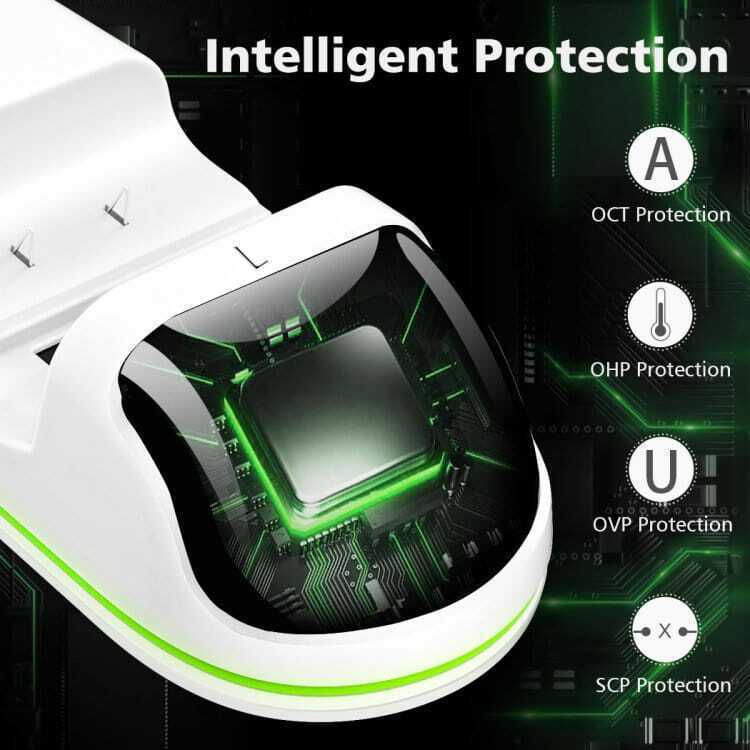 Intelligent Protection
A
OCT Protection
L
OHP Protection
U
OVP Protection
X
SCP Protection